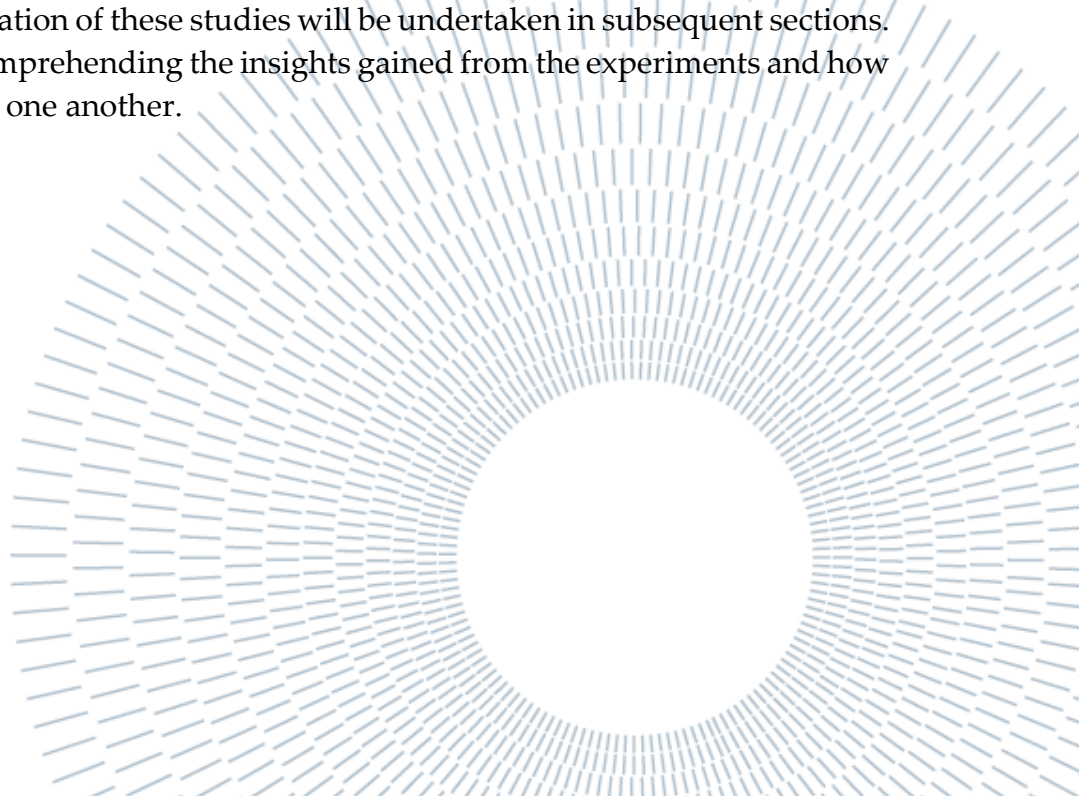 ation of these studies will be undertaken in subsequent sections.
mprehending the insights gained from the experiments and how
one another.